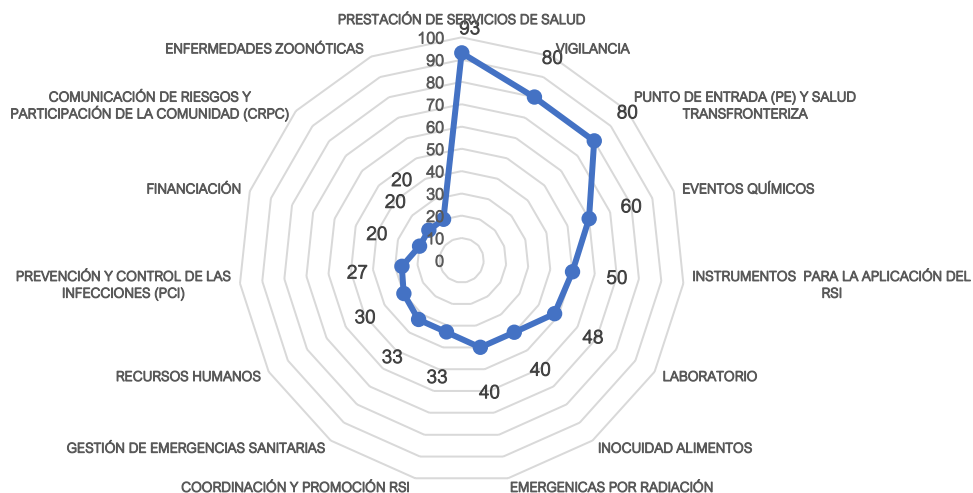 PRESTACIÓN DE SERVICIOS DE SALUD
93
100
ENFERMEDADES ZOONÓTICAS
VIGILANCIA
80
90
COMUNICACIÓN DE RIESGOS Y
PARTICIPACIÓN DE LA COMUNIDAD (CRPC)
80
PUNTO DE ENTRADA (PE) Y SALUD
TRANSFRONTERIZA
80
70
60
50
40
20
30
FINANCIACIÓN
20
EVENTOS QUÍMICOS
60
20
20
10
0
PREVENCIÓN Y CONTROL DE LAS
INFECCIONES (PCI)
27
50
INSTRUMENTOS  PARA LA APLICACIÓN DEL
RSI
30
48
33
33
40
40
RECURSOS HUMANOS
LABORATORIO
GESTIÓN DE EMERGENCIAS SANITARIAS
INOCUIDAD ALIMENTOS
COORDINACIÓN Y PROMOCIÓN RSI
EMERGENICAS POR RADIACIÓN